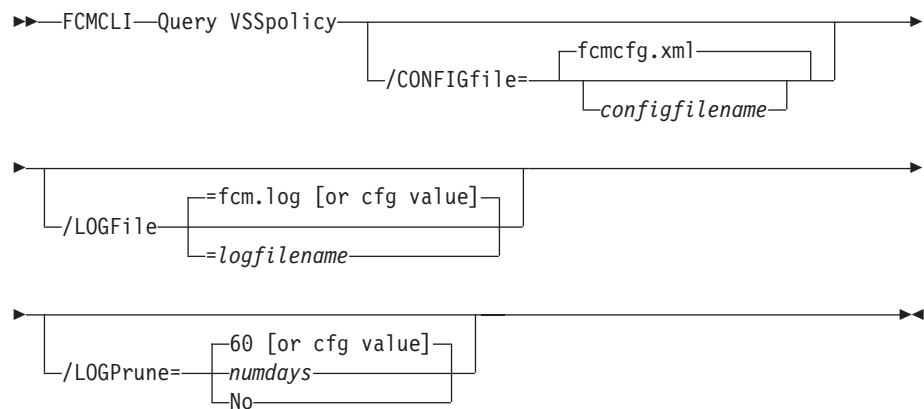 FCMCLI Query VSSpolicy
fcmcfg.xml
/CONFIGfile=
configfilename
=fcm.log [or cfg value]
/LOGFile
=logfilename
60 [or cfg value]
/LOGPrune=
numdays
No